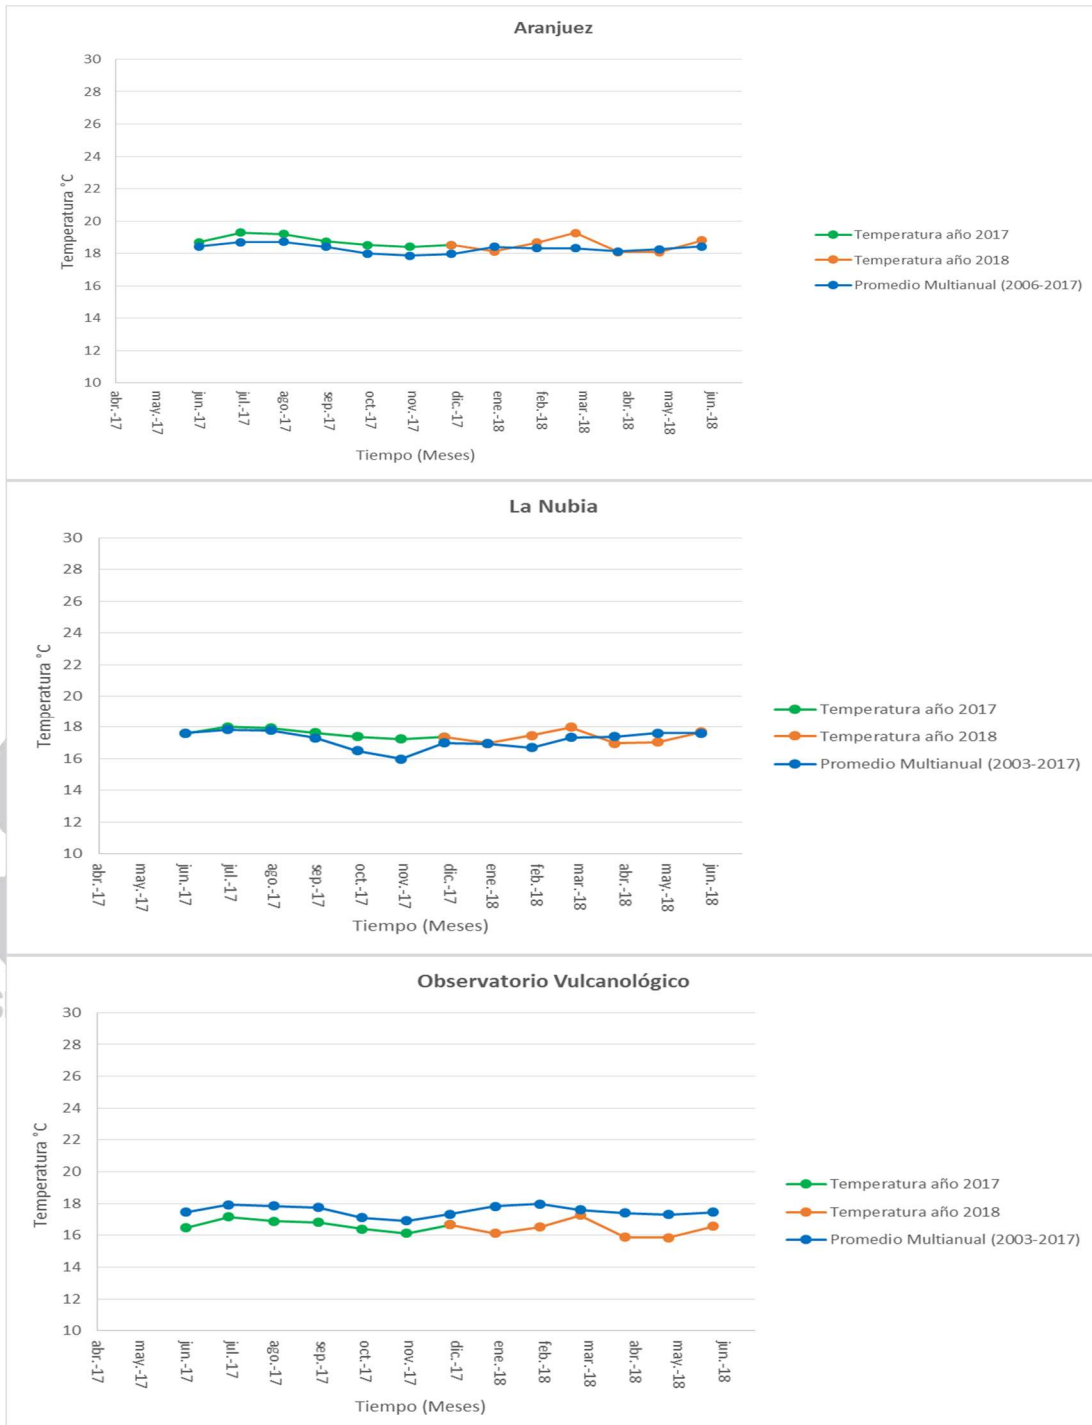 Aranjuez
30
28
26
24
22
20
18
16
14
12
10
Temperatura °C
abr.-17
may.-17
jun.-17
jul.-17
ago.-17
sep.-17
oct.-17
nov.-17
dic.-17
ene.-18
feb.-18
mar.-18
abr.-18
may.-18
jun.-18
Tiempo (Meses)
Temperatura año 2017
Temperatura año 2018
Promedio Multianual (2006-2017)
La Nubia
30
28
26
24
22
20
18
16
14
12
10
Temperatura °C
abr.-17
may.-17
jun.-17
jul.-17
ago.-17
sep.-17
oct.-17
nov.-17
dic.-17
ene.-18
feb.-18
mar.-18
abr.-18
may.-18
jun.-18
Tiempo (Meses)
Temperatura año 2017
Temperatura año 2018
Promedio Multianual (2003-2017)
Observatorio Vulcanológico
30
28
26
24
22
20
18
16
14
12
10
Temperatura °C
abr.-17
may.-17
jun.-17
jul.-17
ago.-17
sep.-17
oct.-17
nov.-17
dic.-17
ene.-18
feb.-18
mar.-18
abr.-18
may.-18
jun.-18
Tiempo (Meses)
Temperatura año 2017
Temperatura año 2018
Promedio Multianual (2003-2017)